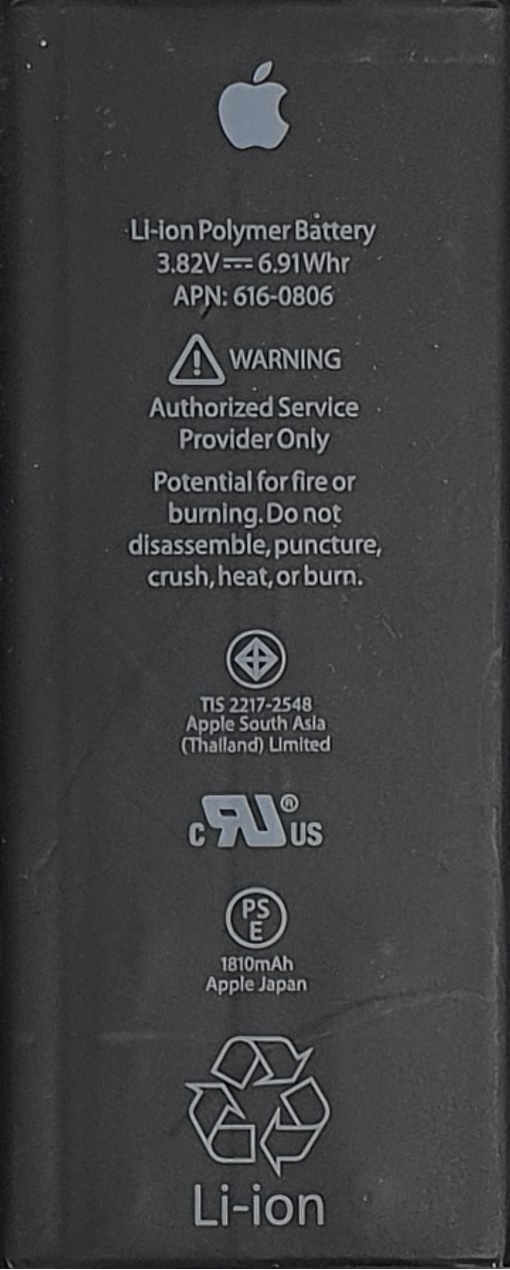 Li-ion Polymer Battery
3.82V⎓6.91Whr
APN: 616-0806
WARNING
Authorized Service
Provider Only
Potential for fire or
burning. Do not
disassemble, puncture,
crush, heat, or burn.
TIS 2217-2548
Apple South Asia
(Thailand) Limited
c RU® US
PS
E
1810mAh
Apple Japan
Li-ion